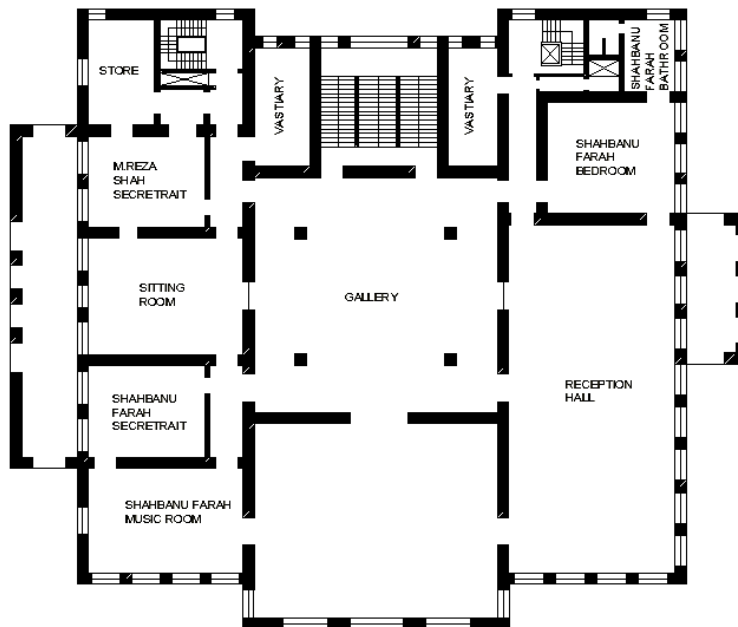 STORE
VASTIARY
VASTIARY
SHAHBANU
FARAH
BATHROOM
M.REZA
SHAH
SECRETRAIT
SHAHBANU
FARAH
BEDROOM
SITTING
ROOM
GALLERY
SHAHBANU
FARAH
SECRETRAIT
RECEPTION
HALL
SHAHBANU FARAH
MUSIC ROOM